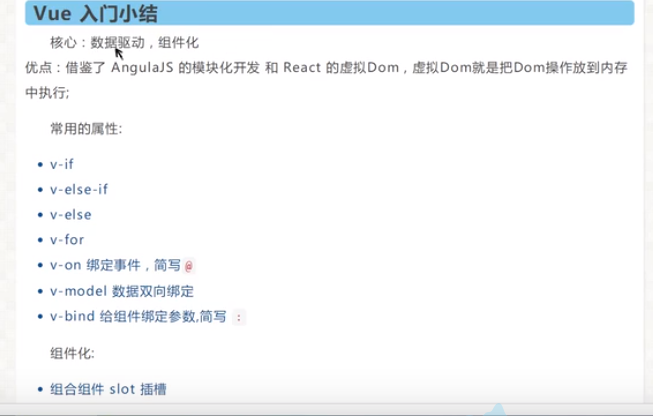 Vue 入门小结
核心：数据驱动，组件化
优点：借鉴了 AngulaJS 的模块化开发 和 React 的虚拟Dom，虚拟Dom就是把Dom操作放到内存
中执行;
常用的属性:
v-if
v-else-if
v-else
v-for
v-on 绑定事件，简写 @
v-model 数据双向绑定
v-bind 给组件绑定参数,简写 :
组件化:
组合组件 slot 插槽